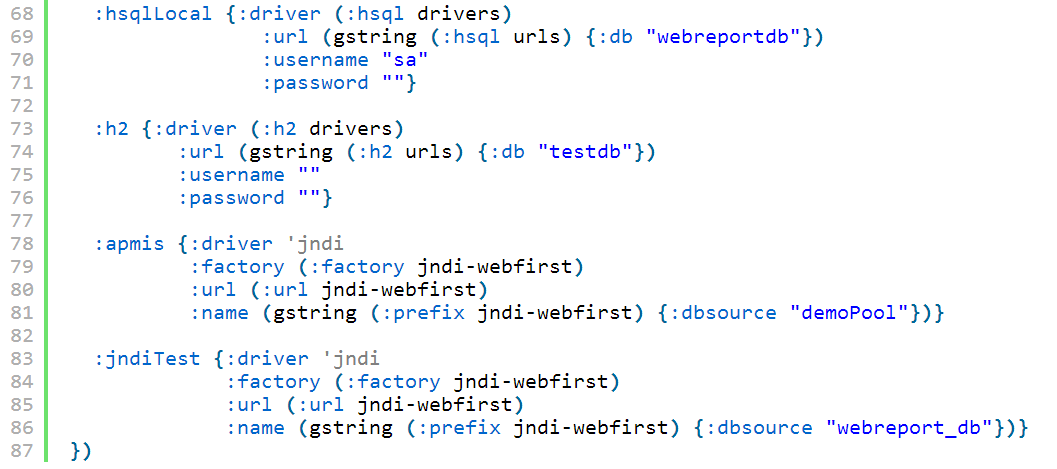 68 :hsqlLocal {:driver (:hsql drivers)
69 :url (gstring (:hsql urls) {:db "webreportdb"})
70 :username "sa"
71 :password ""}
72
73 :h2 {:driver (:h2 drivers)
74 :url (gstring (:h2 urls) {:db "testdb"})
75 :username ""
76 :password ""}
77
78 :apmis {:driver 'jndi
79 :factory (:factory jndi-webfirst)
80 :url (:url jndi-webfirst)
81 :name (gstring (:prefix jndi-webfirst) {:dbsource "demoPool"})}
82
83 :jndiTest {:driver 'jndi
84 :factory (:factory jndi-webfirst)
85 :url (:url jndi-webfirst)
86 :name (gstring (:prefix jndi-webfirst) {:dbsource "webreport_db"})}
87 })